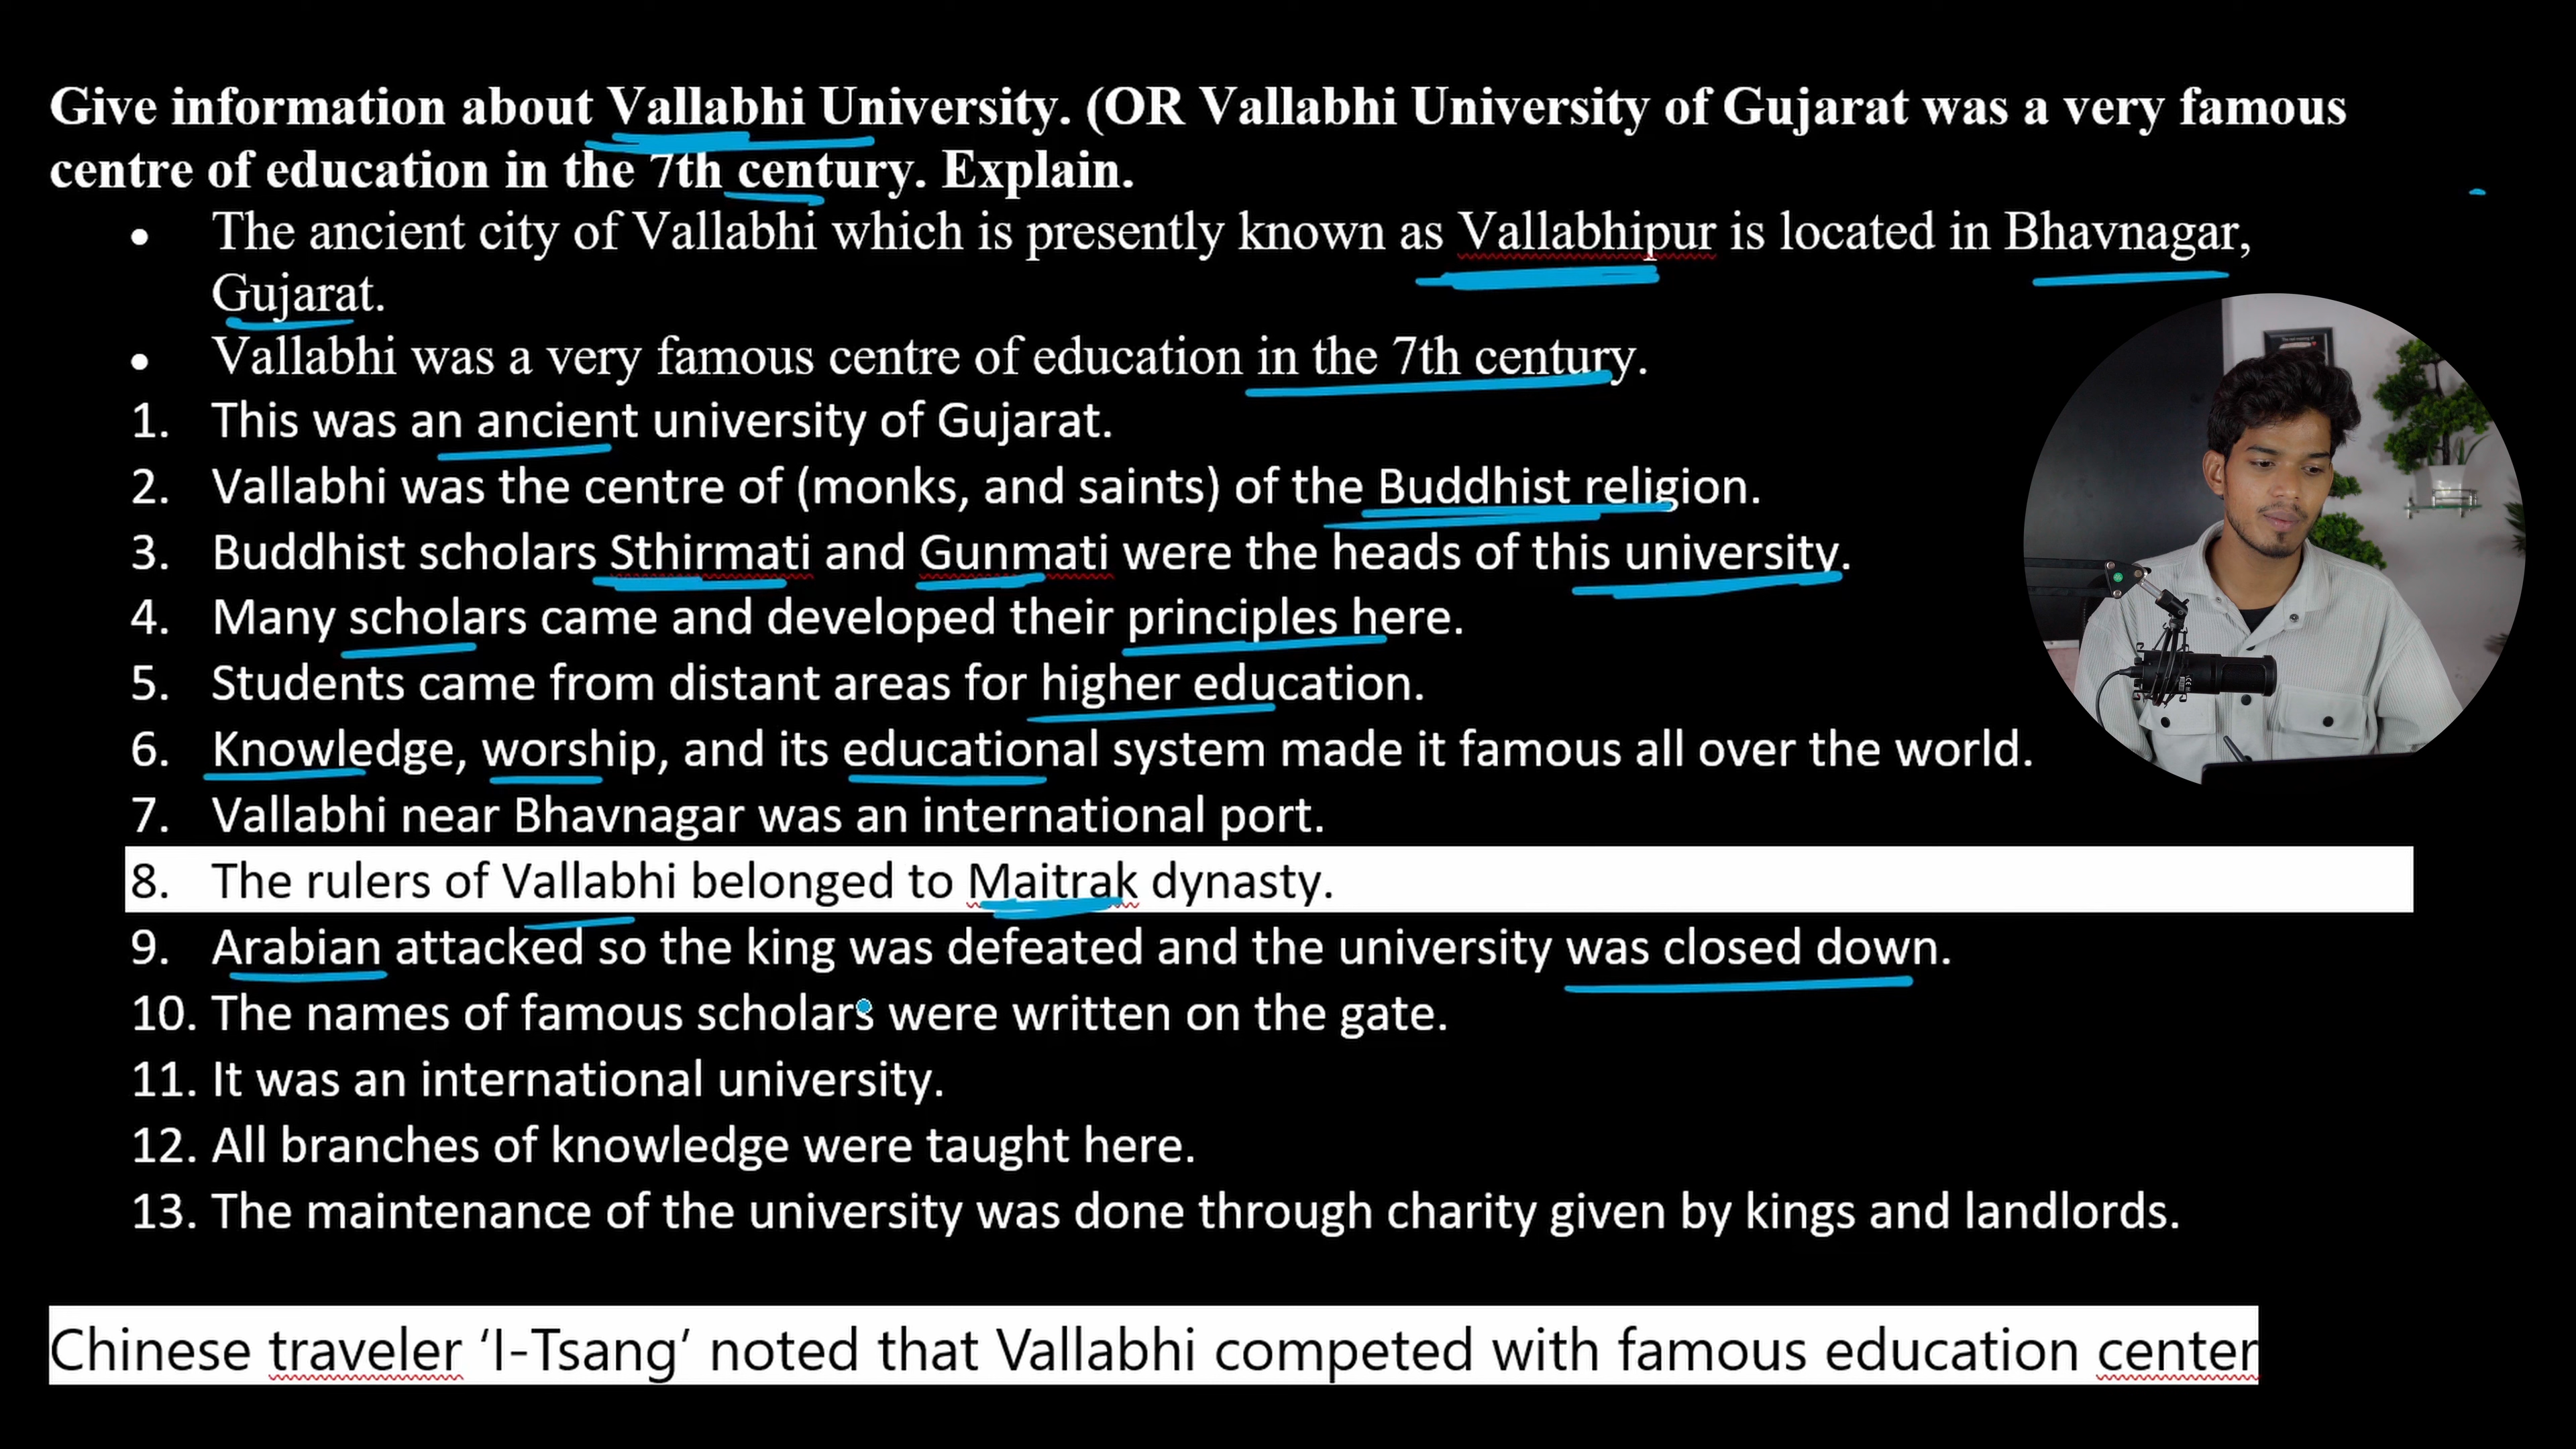 Give information about Vallabhi University. (OR Vallabhi University of Gujarat was a very famous
centre of education in the 7th century. Explain.
• The ancient city of Vallabhi which is presently known as Vallabhipur is located in Bhavnagar,
Gujarat.
• Vallabhi was a very famous centre of education in the 7th century.
1. This was an ancient university of Gujarat.
2. Vallabhi was the centre of (monks, and saints) of the Buddhist religion.
3. Buddhist scholars Sthirmati and Gunmati were the heads of this university.
4. Many scholars came and developed their principles here.
5. Students came from distant areas for higher education.
6. Knowledge, worship, and its educational system made it famous all over the world.
7. Vallabhi near Bhavnagar was an international port.
8. The rulers of Vallabhi belonged to Maitrak dynasty.
9. Arabian attacked so the king was defeated and the university was closed down.
10. The names of famous scholars were written on the gate.
11. It was an international university.
12. All branches of knowledge were taught here.
13. The maintenance of the university was done through charity given by kings and landlords.
Chinese traveler ‘I-Tsang’ noted that Vallabhi competed with famous education center